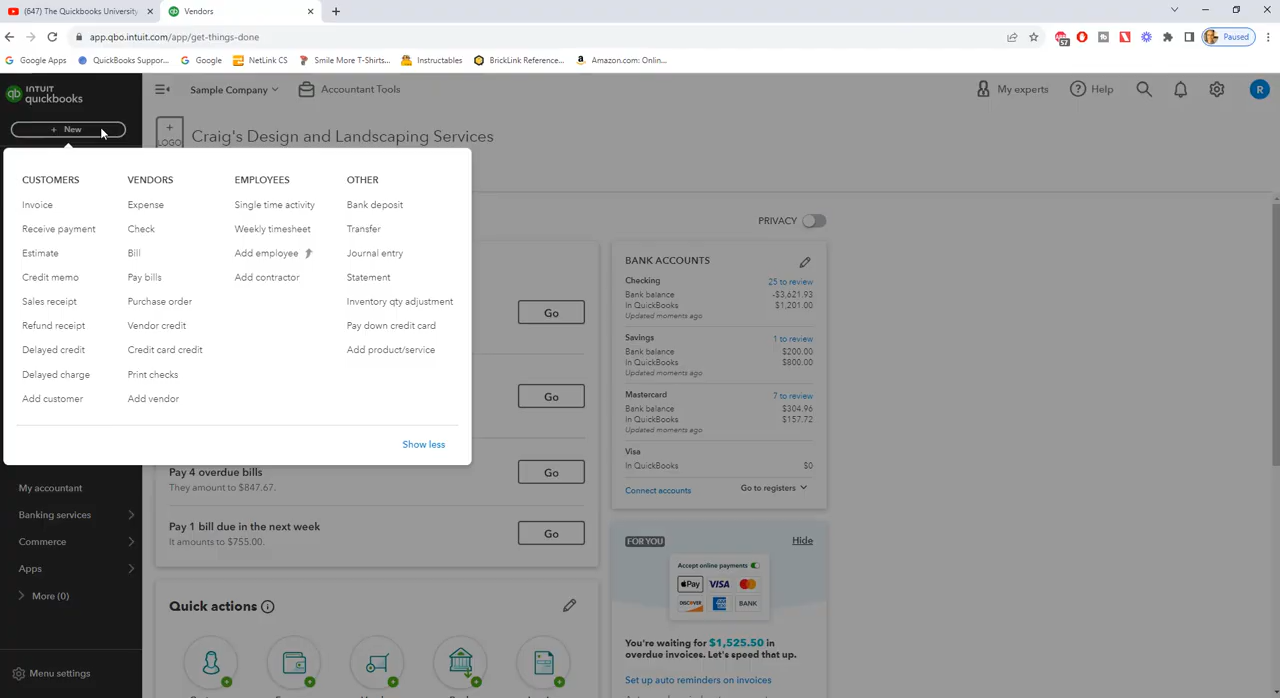 (647) The Quickbooks University
Vendors
app.qbo.intuit.com/app/get-things-done
57
Paused
Google Apps
QuickBooks Suppor...
Google
NetLink CS
Smile More T-Shirts...
Instructables
BrickLink Reference...
Amazon.com: Onlin...
qb
INTUIT
quickbooks
Sample Company
Accountant Tools
My experts
Help
R
+ New
+
LOGO
Craig's Design and Landscaping Services
CUSTOMERS
Invoice
Receive payment
Estimate
Credit memo
Sales receipt
Refund receipt
Delayed credit
Delayed charge
Add customer
VENDORS
Expense
Check
Bill
Pay bills
Purchase order
Vendor credit
Credit card credit
Print checks
Add vendor
EMPLOYEES
Single time activity
Weekly timesheet
Add employee
Add contractor
OTHER
Bank deposit
Transfer
Journal entry
Statement
Inventory qty adjustment
Pay down credit card
Add product/service
Show less
My accountant
Banking services
Commerce
Apps
More (0)
Menu settings
PRIVACY
Go
Go
Pay 4 overdue bills
They amount to $847.67.
Go
Pay 1 bill due in the next week
It amounts to $755.00.
Go
Quick actions
BANK ACCOUNTS
Checking 25 to review
Bank balance -$3,621.93
In QuickBooks $1,201.00
Updated moments ago
Savings 1 to review
Bank balance $200.00
In QuickBooks $800.00
Updated moments ago
Mastercard 7 to review
Bank balance $304.96
In QuickBooks $157.72
Updated moments ago
Visa
In QuickBooks $0
Connect accounts Go to registers
FOR YOU Hide
Accept online payments
Pay VISA
DISCOVER BANK
You're waiting for $1,525.50 in
overdue invoices. Let's speed that up.
Set up auto reminders on invoices